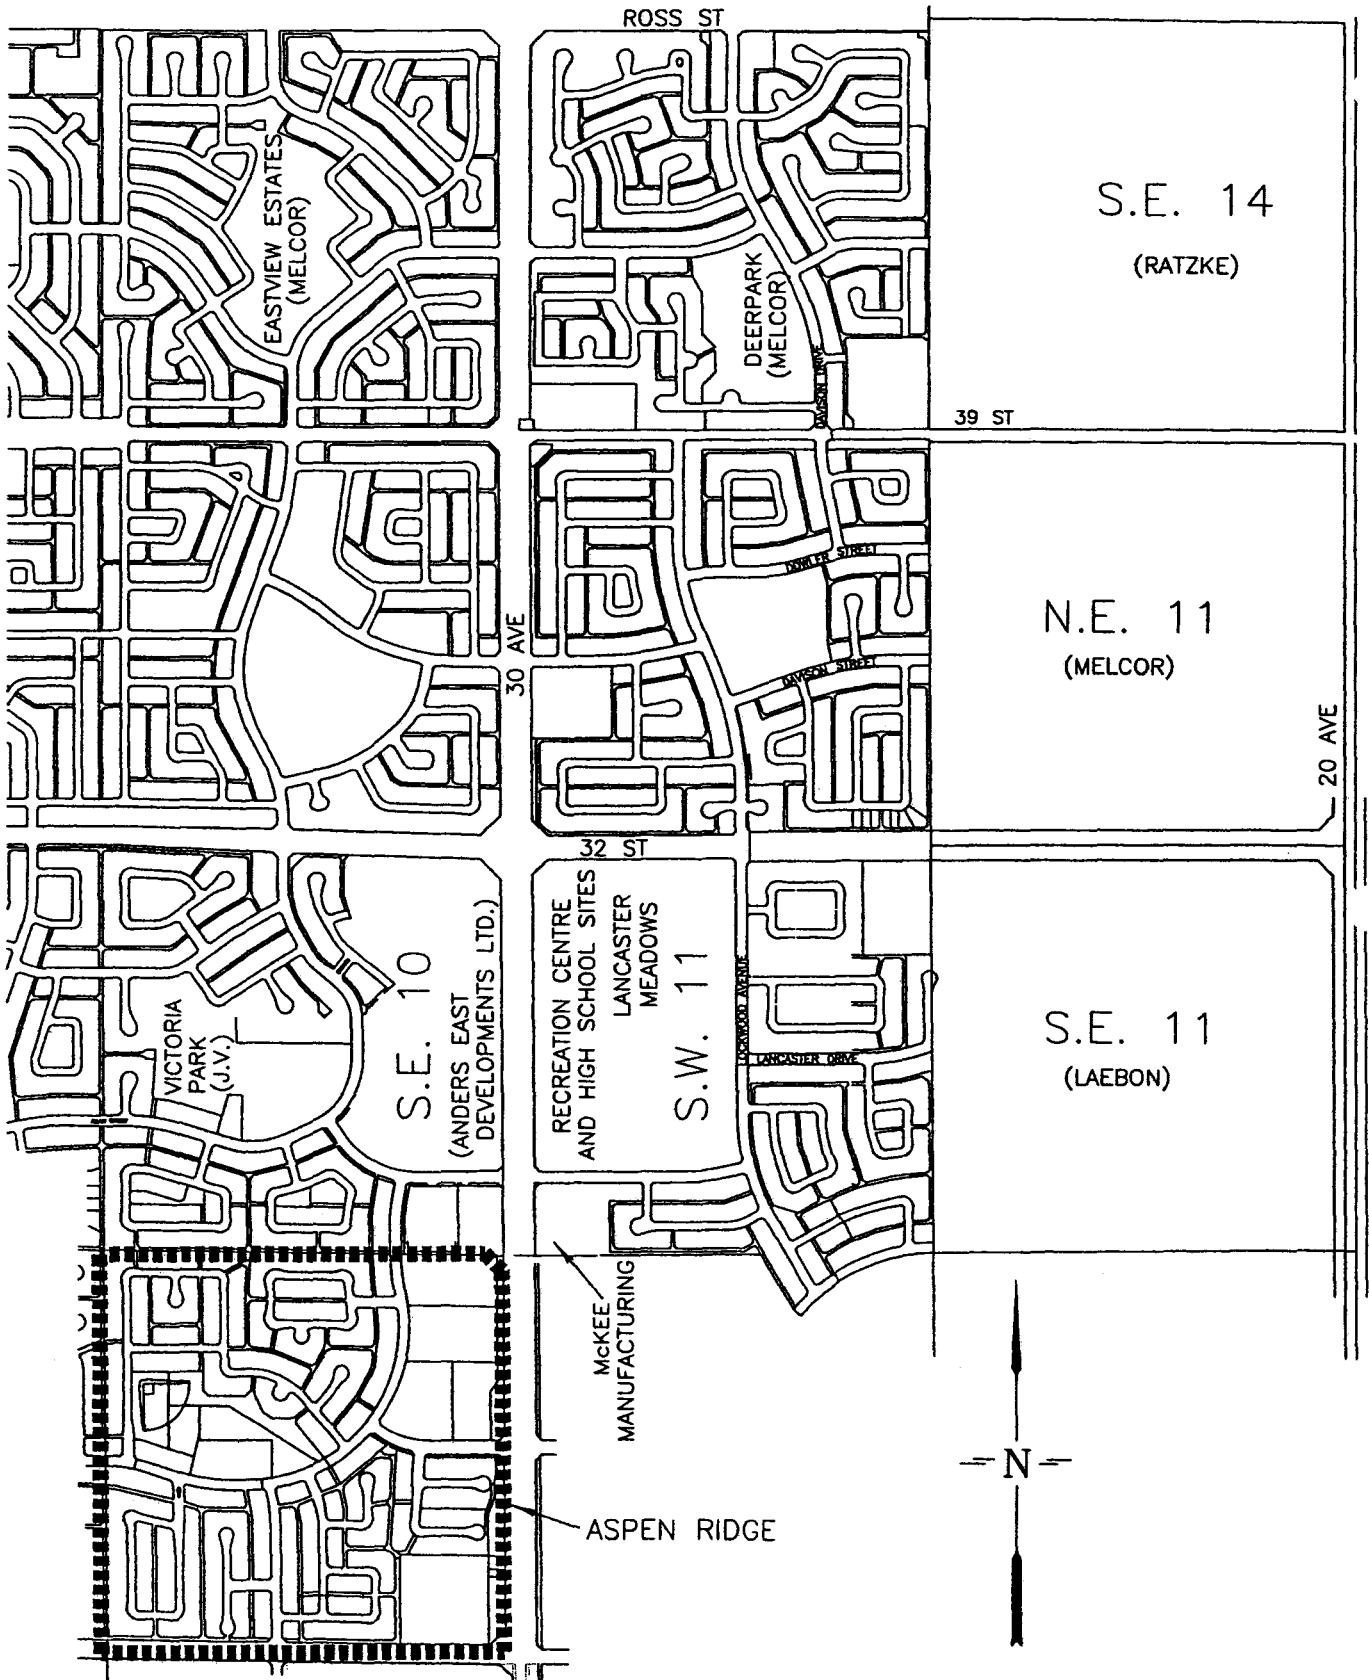 ROSS ST
EASTVIEW ESTATES
(MELCOR)
DEERPARK
(MELCOR)
DAVISON DRIVE
S.E. 14
(RATZKE)
39 ST
DOWLER STREET
30 AVE
DAVISON STREET
N.E. 11
(MELCOR)
20 AVE
32 ST
VICTORIA
PARK
(J.V.)
S.E. 10
(ANDERS EAST
DEVELOPMENTS LTD.)
RECREATION CENTRE
AND HIGH SCHOOL SITES
LANCASTER
MEADOWS
S.W. 11
LOCKWOOD AVENUE
LANCASTER DRIVE
S.E. 11
(LAEBON)
McKEE
MANUFACTURING
N
ASPEN RIDGE